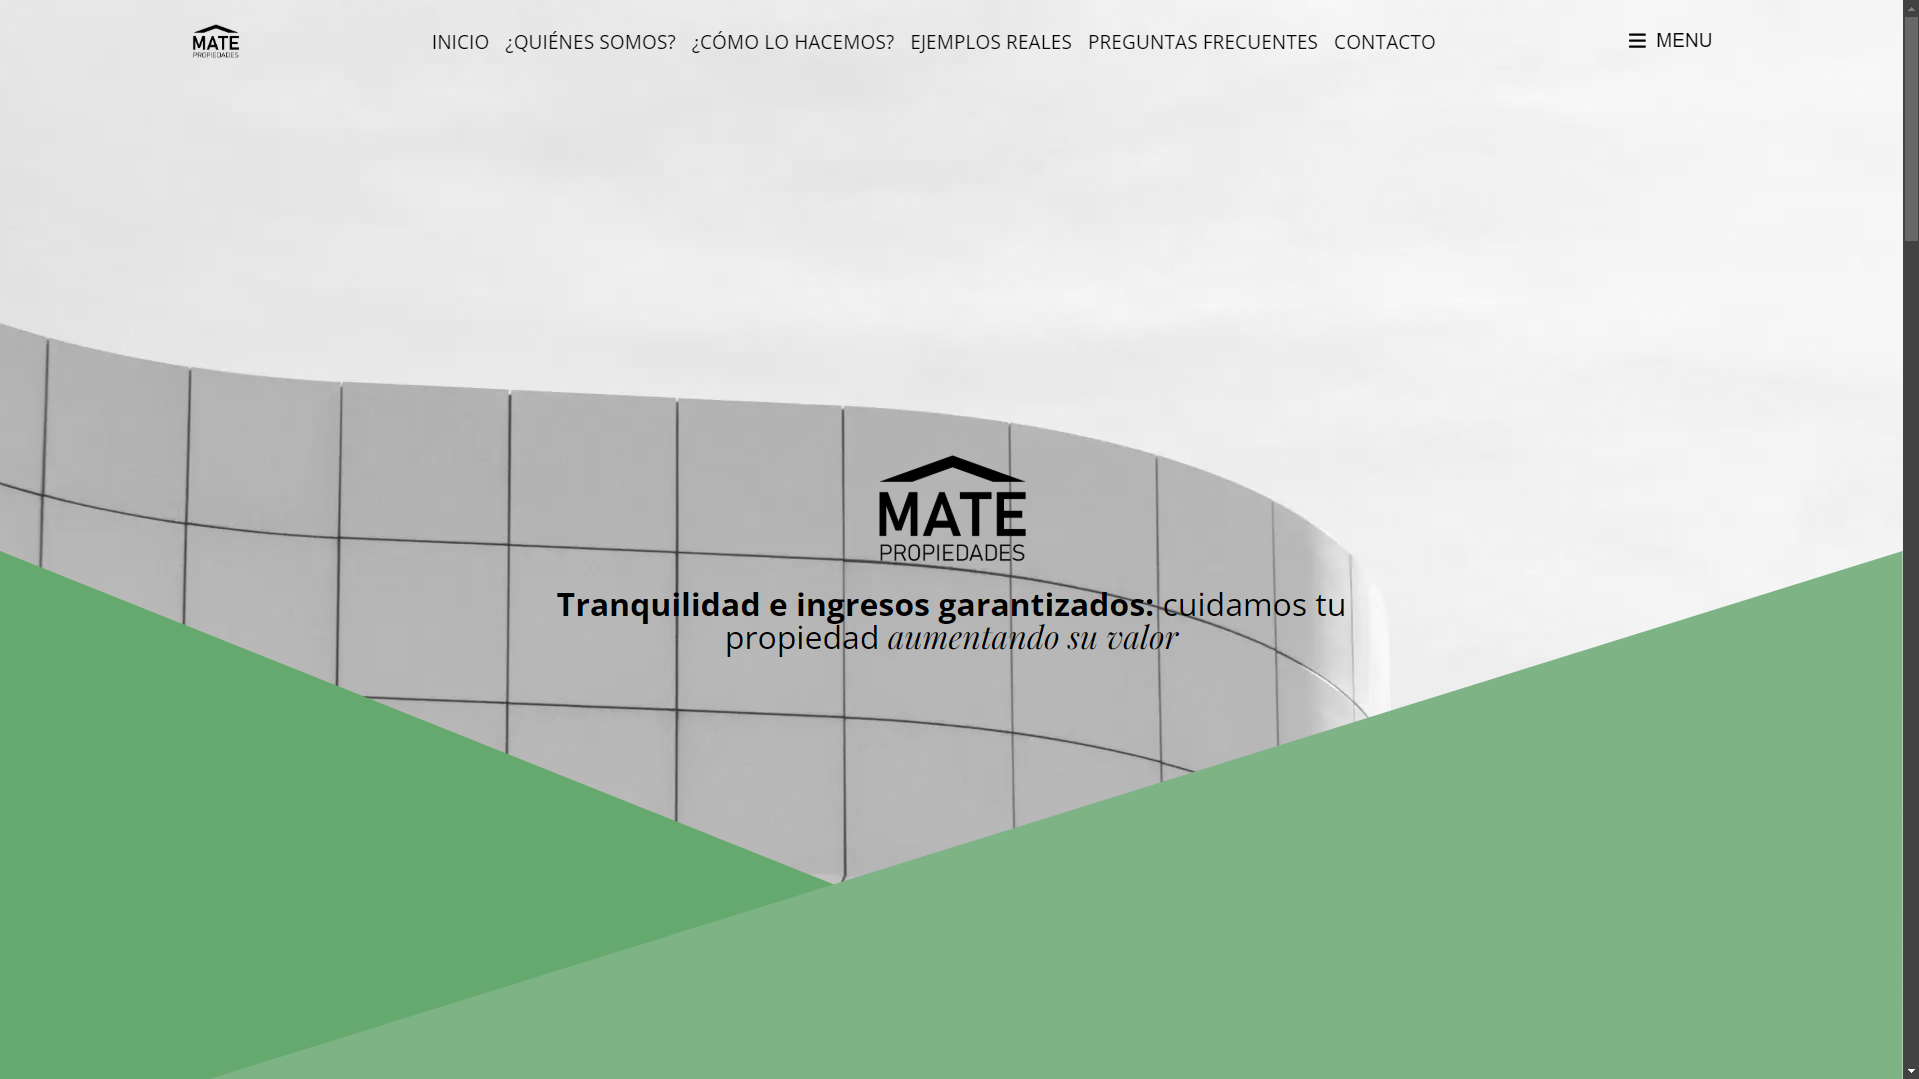 MATE
PROPIEDADES
INICIO ¿QUIÉNES SOMOS? ¿CÓMO LO HACEMOS? EJEMPLOS REALES PREGUNTAS FRECUENTES CONTACTO
MENU
MATE
PROPIEDADES
Tranquilidad e ingresos garantizados: cuidamos tu
propiedad aumentando su valor